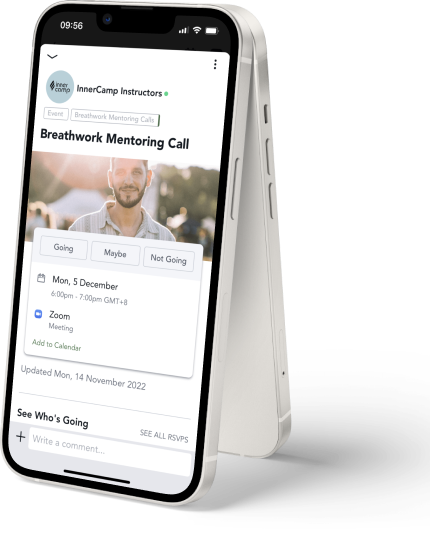 09:56
inner
camp
InnerCamp Instructors
Event
Breathwork Mentoring Calls
Breathwork Mentoring Call
Going
Maybe
Not Going
Mon, 5 December
6:00pm - 7:00pm GMT+8
Zoom
Meeting
Add to Calendar
Updated Mon, 14 November 2022
See Who's Going
SEE ALL RSVPS
Write a comment...